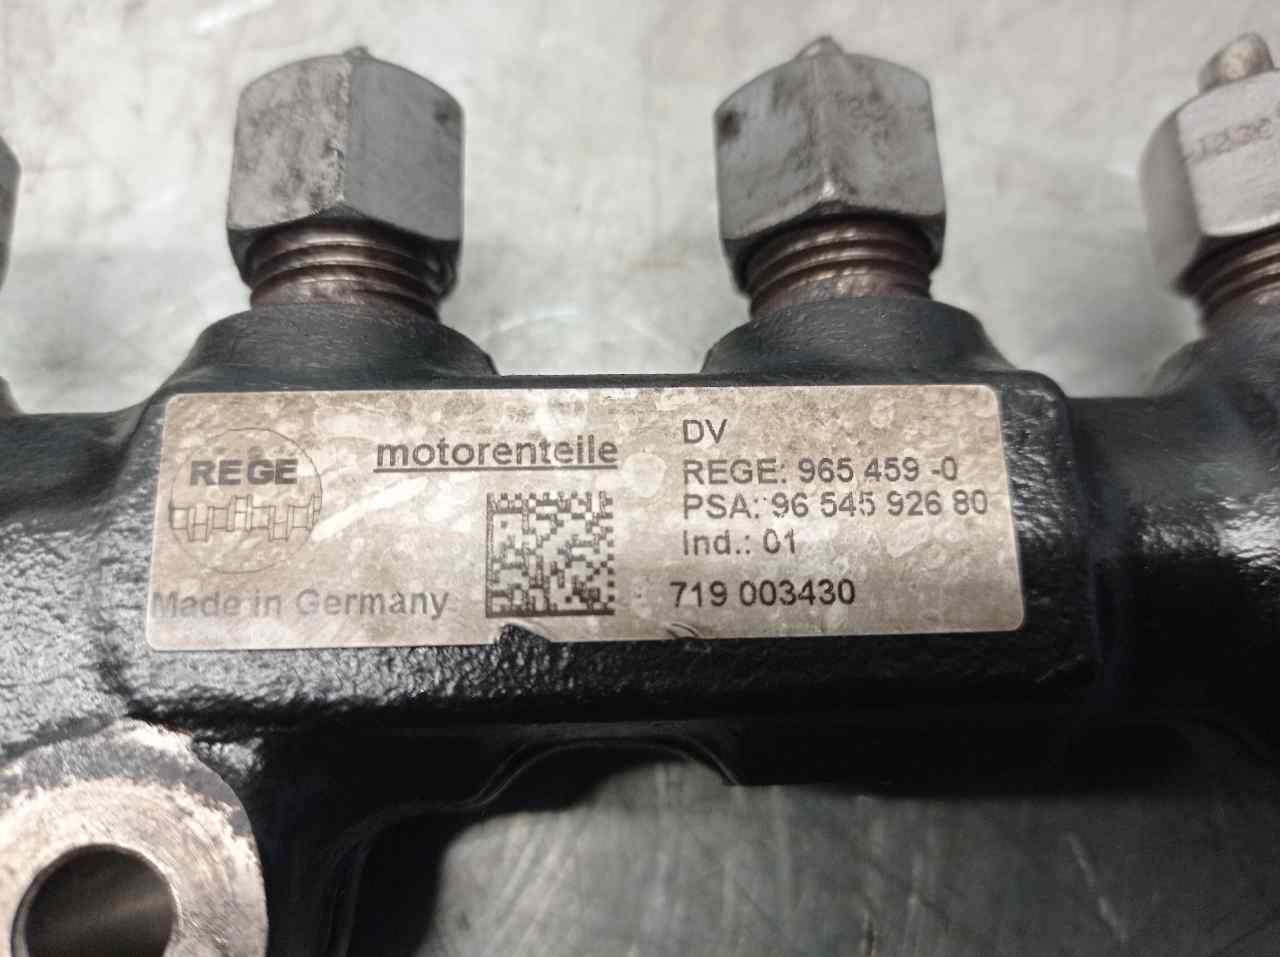 REGE
motorenteile
Made in Germany
DV
REGE: 965 459 -0
PSA: 96 545 926 80
Ind.: 01
719 003430